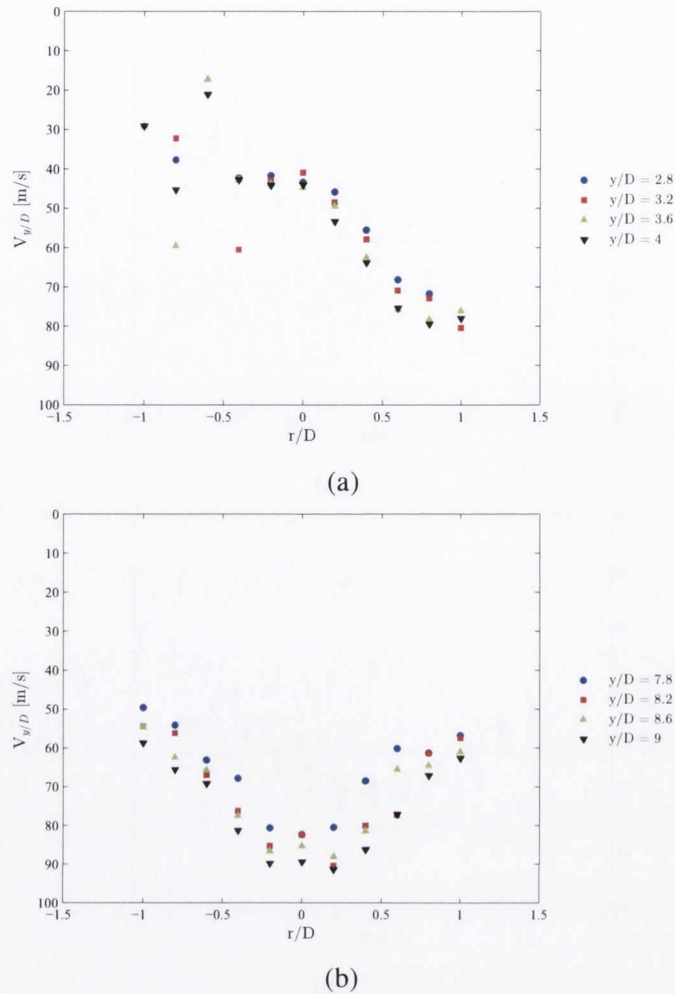 0
10
20
30
40
50
60
70
80
90
100
V_{y/D} [m/s]
−1.5
−1
−0.5
0
0.5
1
1.5
r/D
y/D = 2.8
y/D = 3.2
y/D = 3.6
y/D = 4
(a)
0
10
20
30
40
50
60
70
80
90
100
V_{y/D} [m/s]
−1.5
−1
−0.5
0
0.5
1
1.5
r/D
y/D = 7.8
y/D = 8.2
y/D = 8.6
y/D = 9
(b)